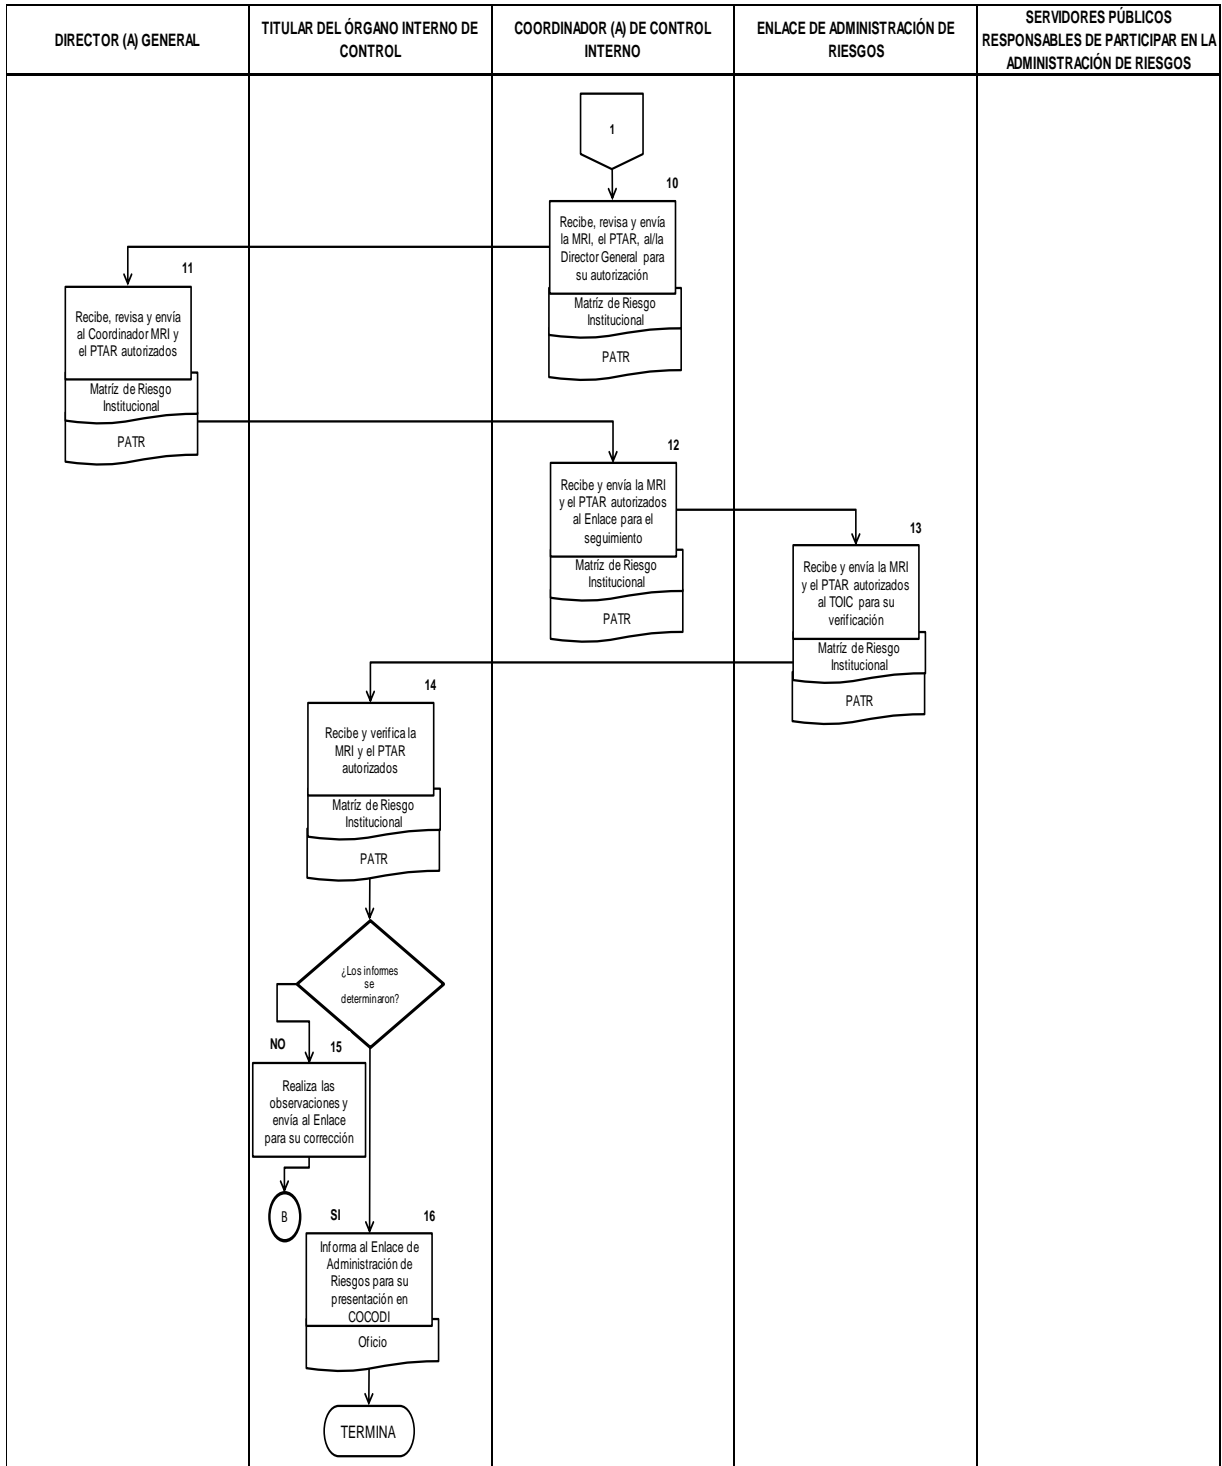 DIRECTOR (A) GENERAL
TITULAR DEL ÓRGANO INTERNO DE
CONTROL
COORDINADOR (A) DE CONTROL
INTERNO
ENLACE DE ADMINISTRACIÓN DE
RIESGOS
SERVIDORES PÚBLICOS
RESPONSABLES DE PARTICIPAR EN LA
ADMINISTRACIÓN DE RIESGOS
1
10
Recibe, revisa y envía
la MRI, el PTAR, al/la
Director General para
su autorización
Matríz de Riesgo
Institucional
PATR
11
Recibe, revisa y envía
al Coordinador MRI y
el PTAR autorizados
Matríz de Riesgo
Institucional
PATR
12
Recibe y envía la MRI
y el PTAR autorizados
al Enlace para el
seguimiento
Matríz de Riesgo
Institucional
PATR
13
Recibe y envía la MRI
y el PTAR autorizados
al TOIC para su
verificación
Matríz de Riesgo
Institucional
PATR
14
Recibe y verifica la
MRI y el PTAR
autorizados
Matríz de Riesgo
Institucional
PATR
¿Los informes
se
determinaron?
NO
15
Realiza las
observaciones y
envía al Enlace
para su corrección
B
SI
16
Informa al Enlace de
Administración de
Riesgos para su
presentación en
COCODI
Oficio
TERMINA